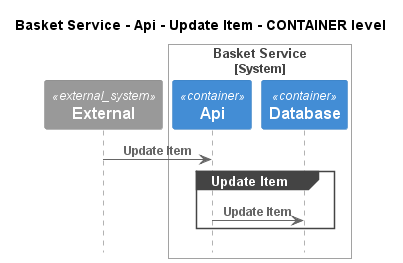 Basket Service - Api - Update Item - CONTAINER level
Basket Service
[System]
«external_system»
External
«container»
Api
«container»
Database
Update Item
Update Item
Update Item